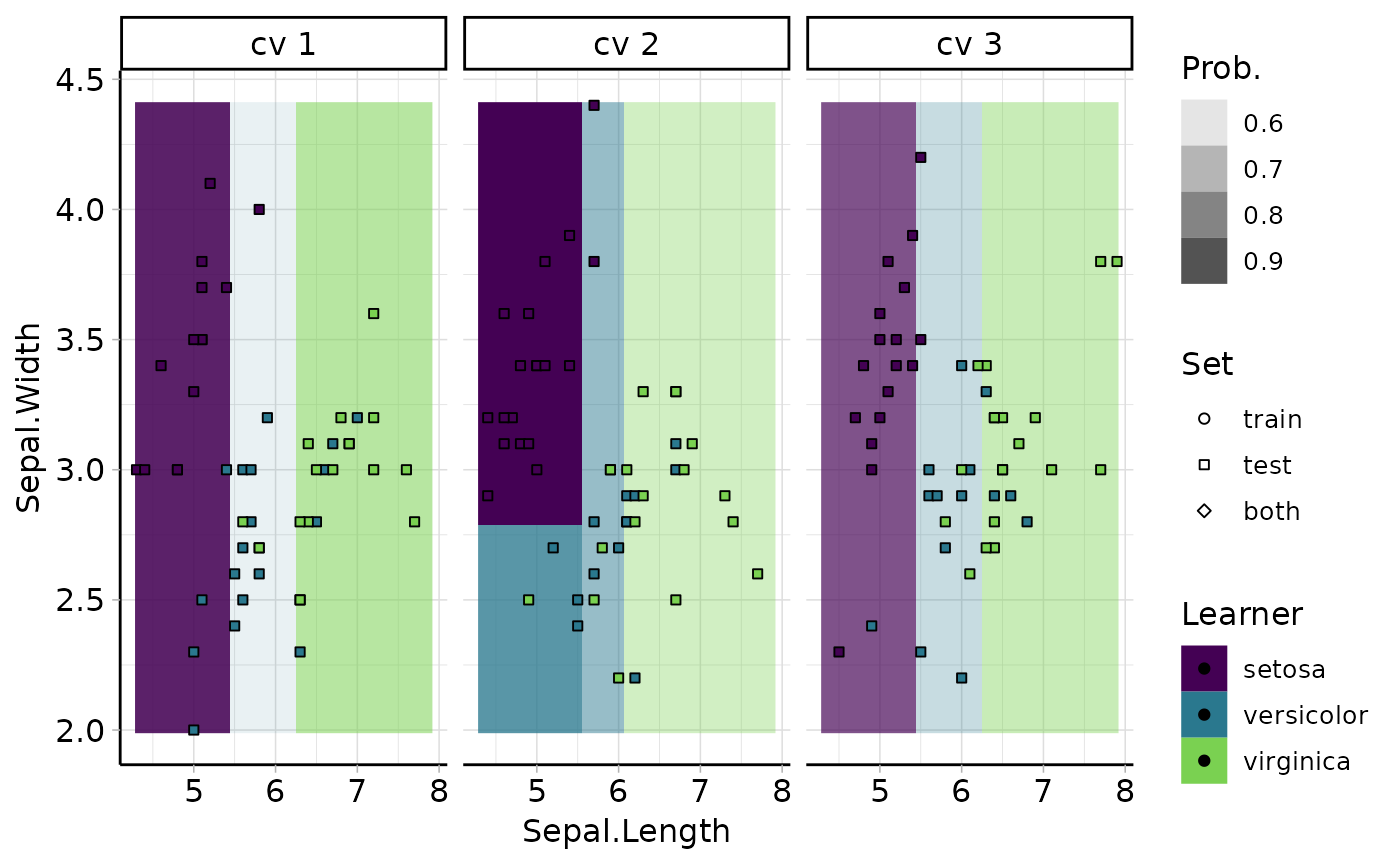 cv 1
cv 2
cv 3
4.5
4.0
3.5
3.0
2.5
2.0
Sepal.Width
5 6 7 8
5 6 7 8
5 6 7 8
Sepal.Length
Prob.
0.6
0.7
0.8
0.9
Set
train
test
both
Learner
setosa
versicolor
virginica